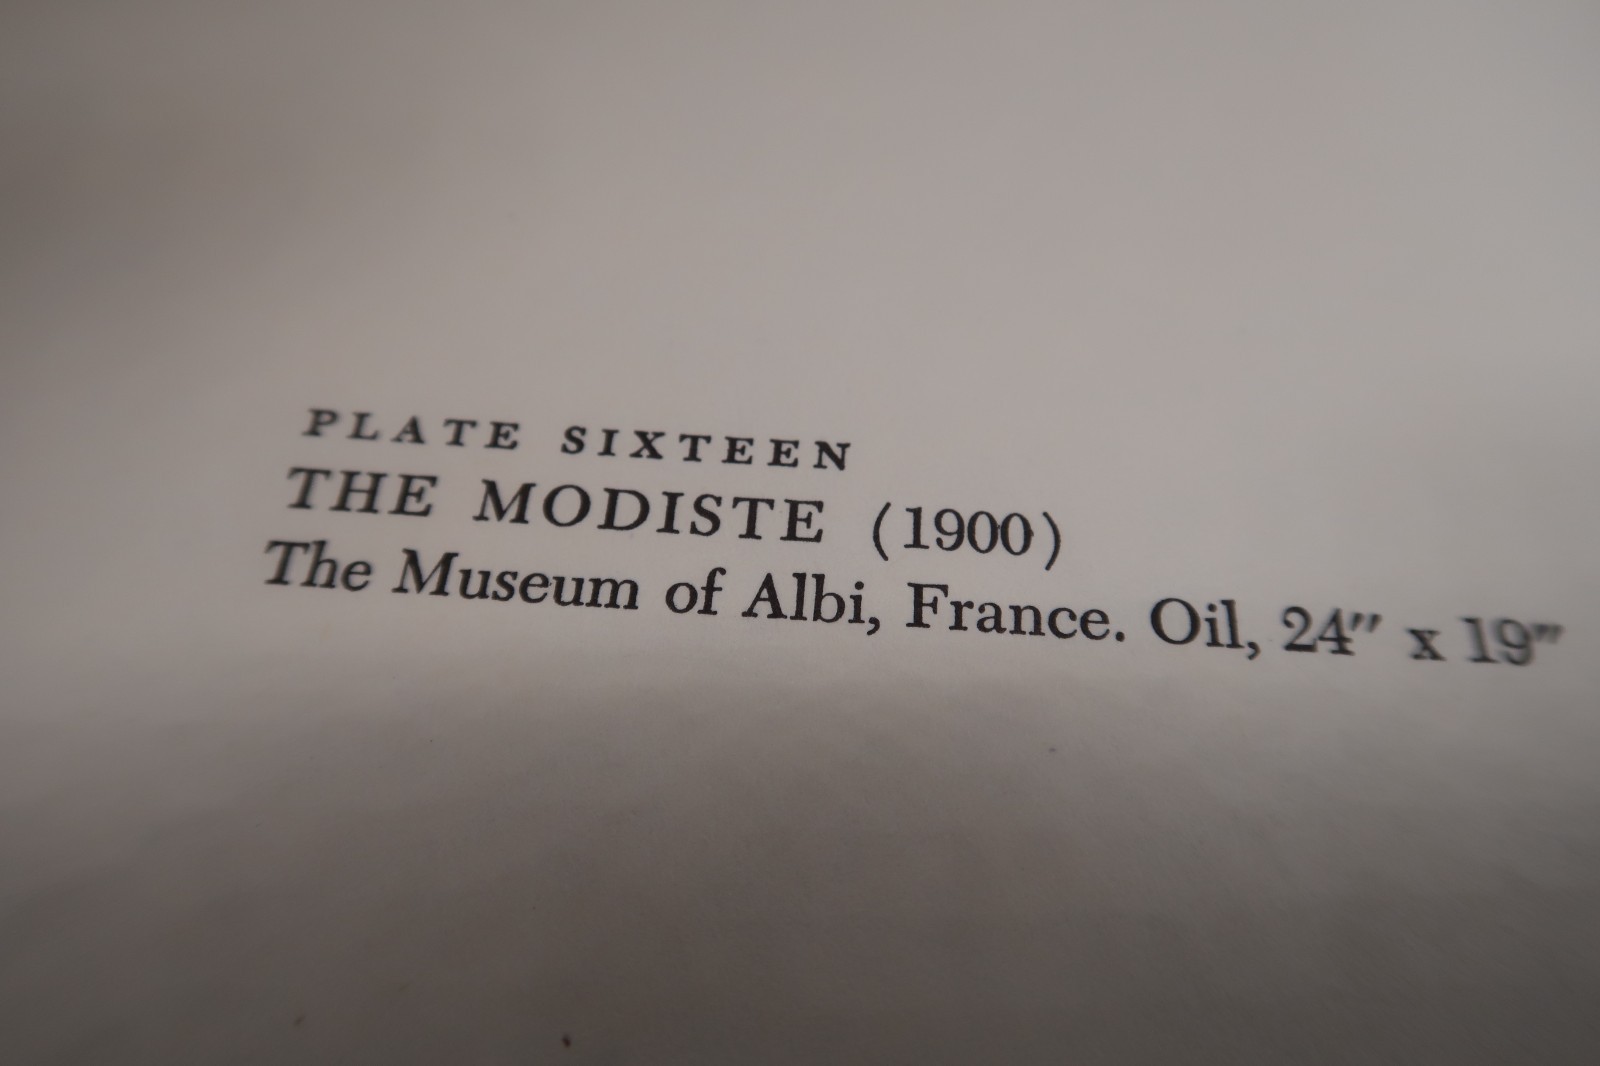 PLATE SIXTEEN
THE MODISTE (1900)
The Museum of Albi, France. Oil, 24″ x 19″